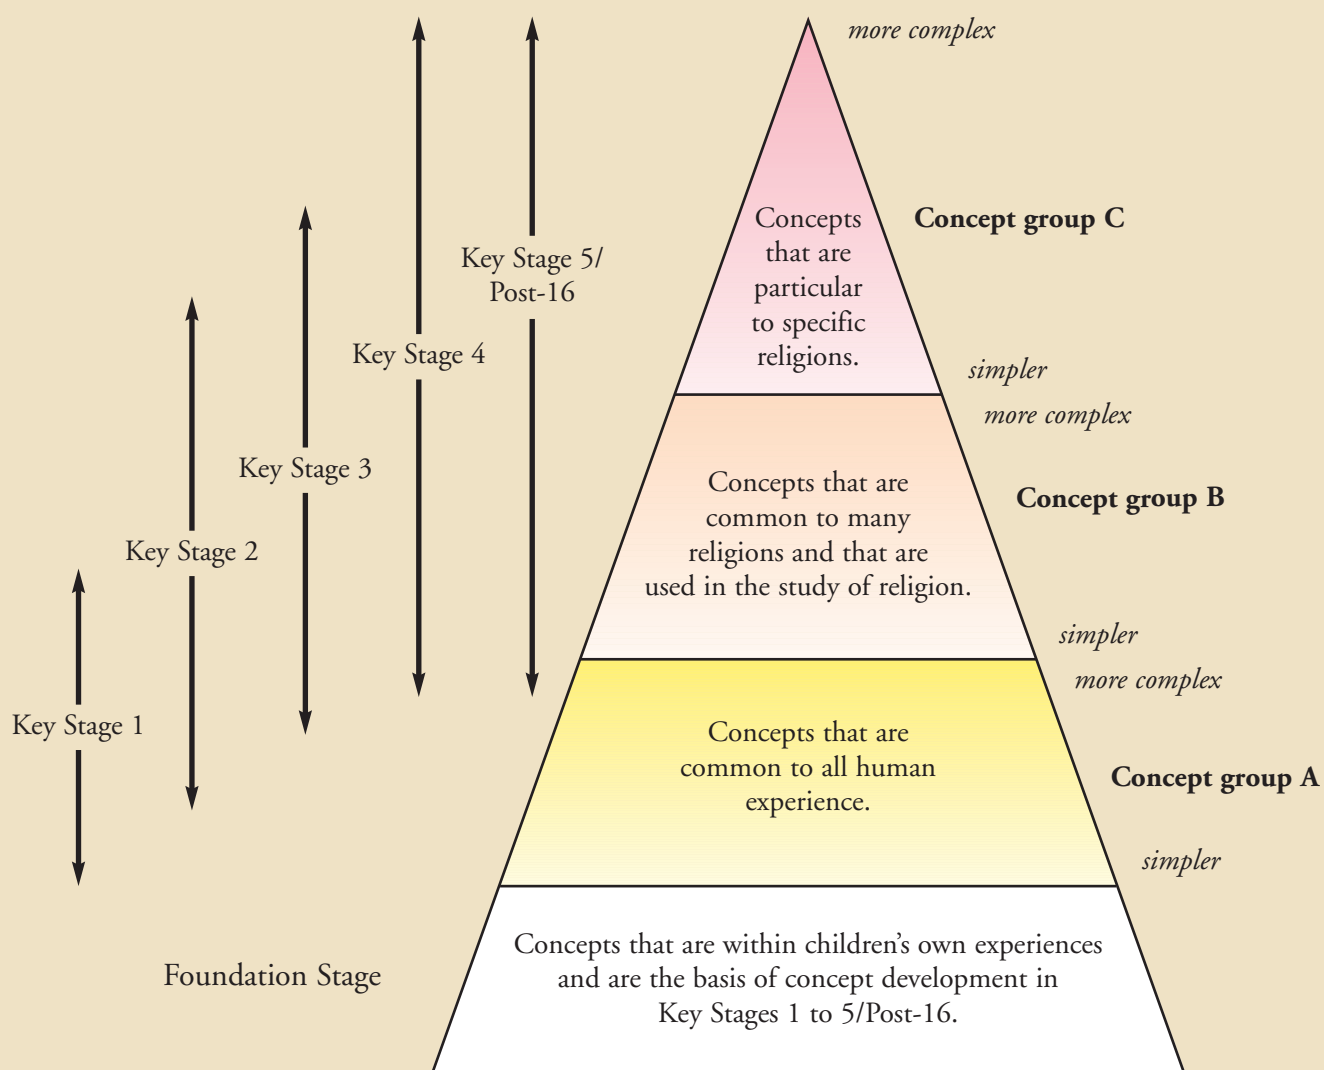 more complex
Concepts
that are
particular
to specific
religions.
Concept group C
simpler
more complex
Concepts that are
common to many
religions and that are
used in the study of religion.
Concept group B
simpler
more complex
Concepts that are
common to all human
experience.
Concept group A
simpler
Concepts that are within children’s own experiences
and are the basis of concept development in
Key Stages 1 to 5/Post-16.
Key Stage 5/
Post-16
Key Stage 4
Key Stage 3
Key Stage 2
Key Stage 1
Foundation Stage